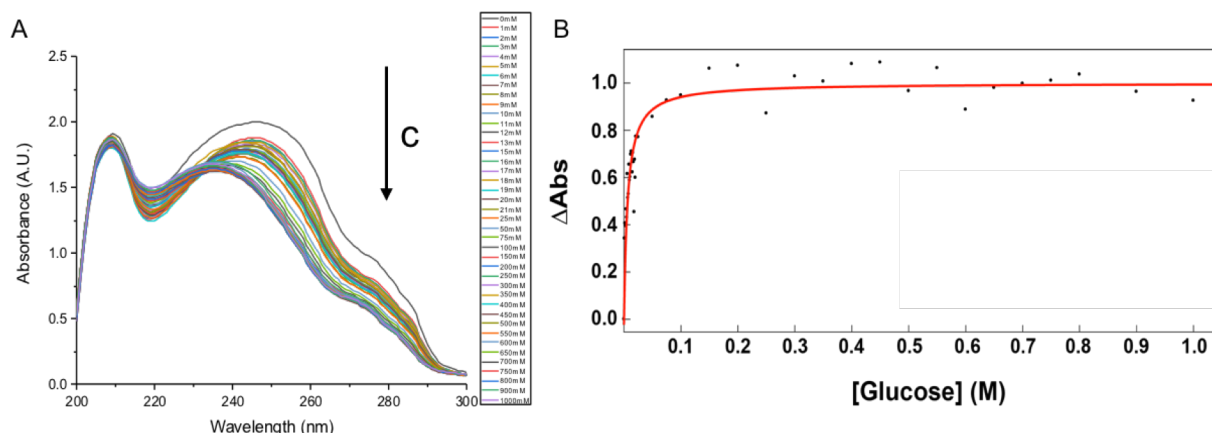 A
2.5
2.0
1.5
1.0
0.5
0.0
Absorbance (A.U.)
200
220
240
260
280
300
Wavelength (nm)
C
0mM
1mM
2mM
3mM
4mM
5mM
6mM
7mM
8mM
9mM
10mM
11mM
12mM
13mM
15mM
16mM
17mM
18mM
19mM
20mM
21mM
25mM
50mM
75mM
100mM
150mM
200mM
250mM
300mM
350mM
400mM
450mM
500mM
550mM
600mM
650mM
700mM
750mM
800mM
900mM
1000mM
B
1.0
0.8
0.6
0.4
0.2
0.0
ΔAbs
0.1
0.2
0.3
0.4
0.5
0.6
0.7
0.8
0.9
1.0
[Glucose] (M)